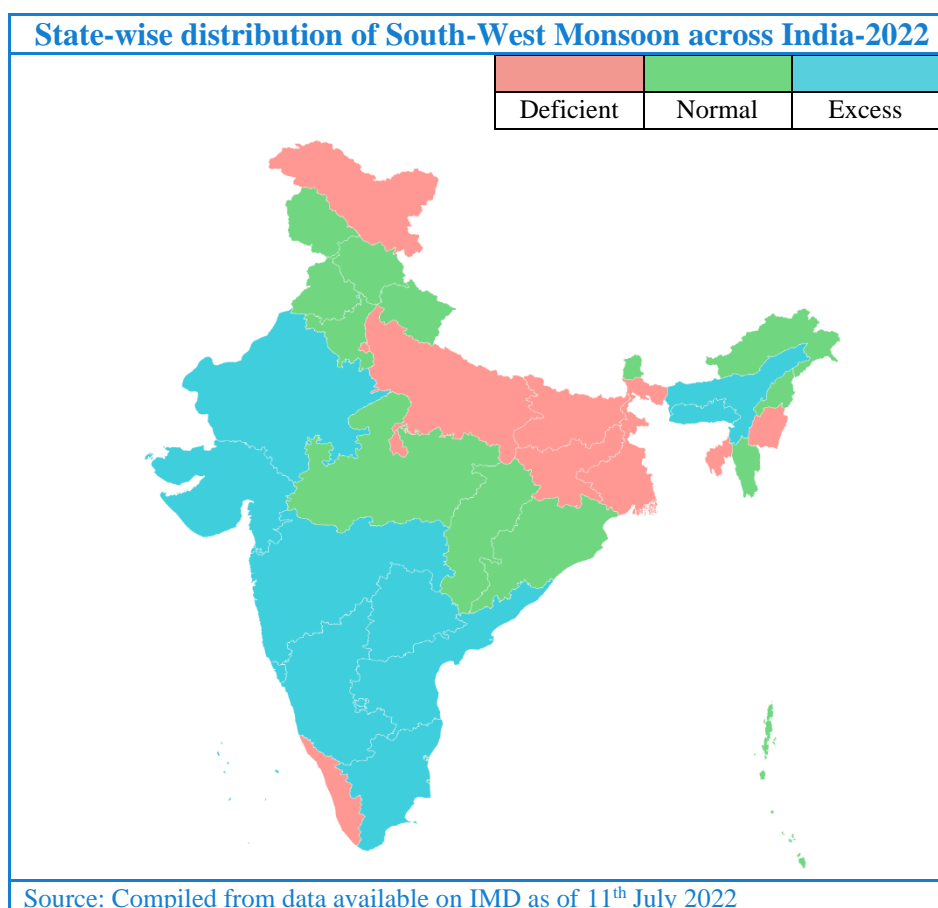 State-wise distribution of South-West Monsoon across India-2022
Deficient Normal Excess
Source: Compiled from data available on IMD as of 11th July 2022